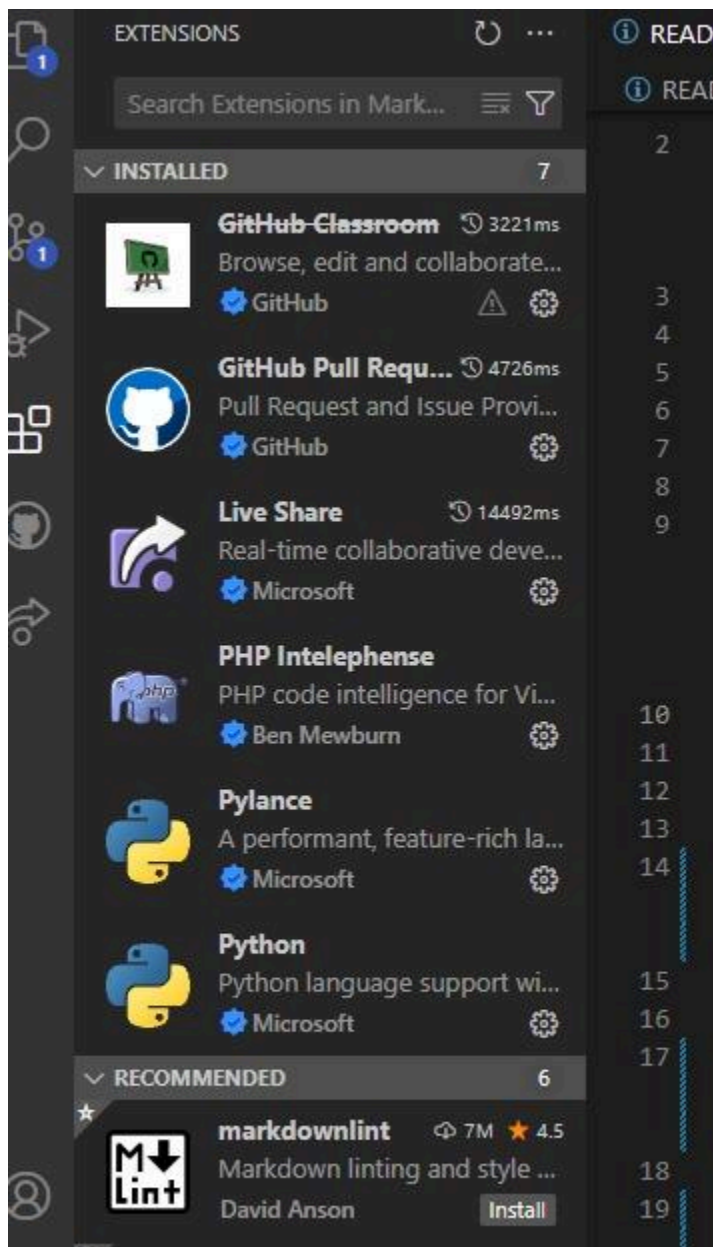 EXTENSIONS
READ
Search Extensions in Mark...
READ
INSTALLED 7
GitHub Classroom 3221ms
Browse, edit and collaborate...
GitHub
GitHub Pull Requ... 4726ms
Pull Request and Issue Provi...
GitHub
Live Share 14492ms
Real-time collaborative deve...
Microsoft
PHP Intelephense
php
PHP code intelligence for Vi...
Ben Mewburn
Pylance
A performant, feature-rich la...
Microsoft
Python
Python language support wi...
Microsoft
RECOMMENDED 6
markdownlint 7M 4.5
M
Lint
Markdown linting and style ...
David Anson Install
1
1
2
3
4
5
6
7
8
9
10
11
12
13
14
15
16
17
18
19